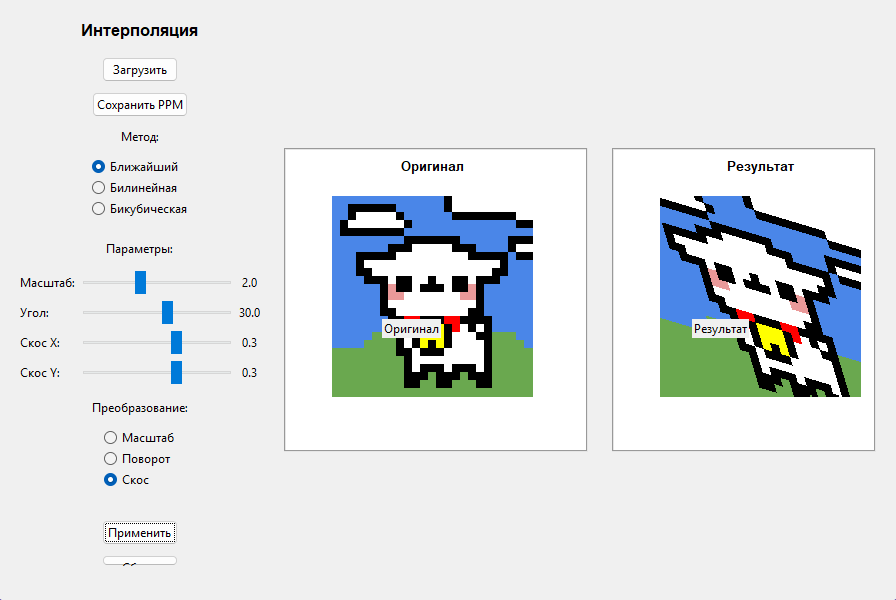 Интерполяция
Загрузить
Сохранить PPM
Метод:
Ближайший
Билинейная
Бикубическая
Параметры:
Масштаб: 2.0
Угол: 30.0
Скос X: 0.3
Скос Y: 0.3
Преобразование:
Масштаб
Поворот
Скос
Применить
Оригинал
Оригинал
Результат
Результат